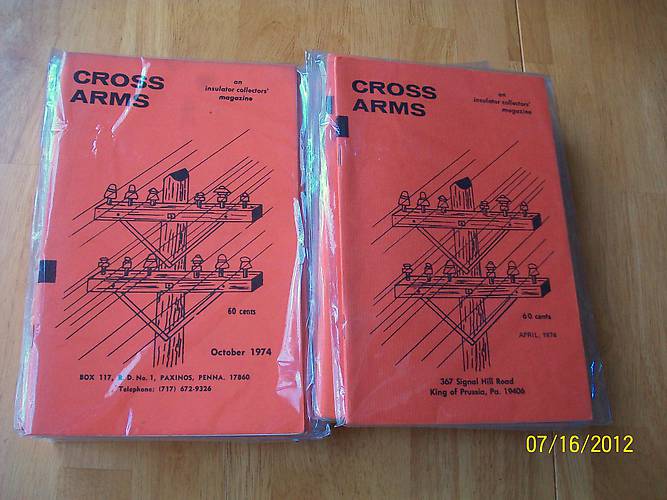 CROSS
ARMS
an
insulator collectors'
magazine
60 cents
October 1974
BOX 117, R. D. No. 1, PAXINOS, PENNA. 17860
Telephone: (717) 672-9326
CROSS
ARMS
an
insulator collectors'
magazine
60 cents
APRIL, 1974
367 Signal Hill Road
King of Prussia, Pa. 19406
07/16/2012